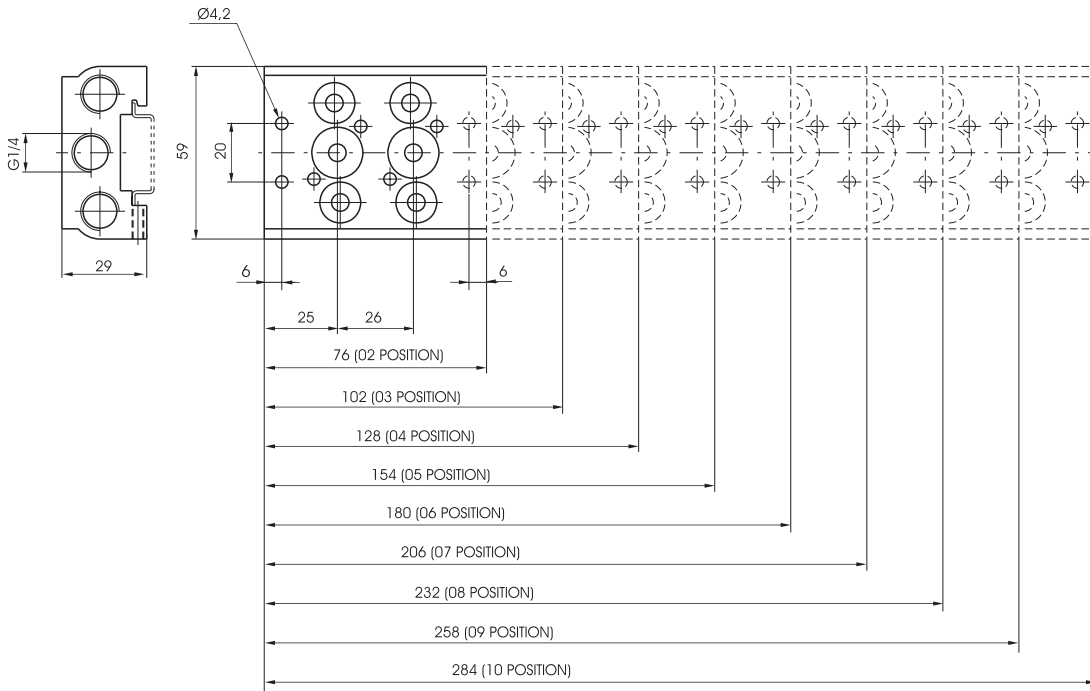 Ø4,2
G1/4
59
20
29
6
6
25
26
76 (02 POSITION)
102 (03 POSITION)
128 (04 POSITION)
154 (05 POSITION)
180 (06 POSITION)
206 (07 POSITION)
232 (08 POSITION)
258 (09 POSITION)
284 (10 POSITION)